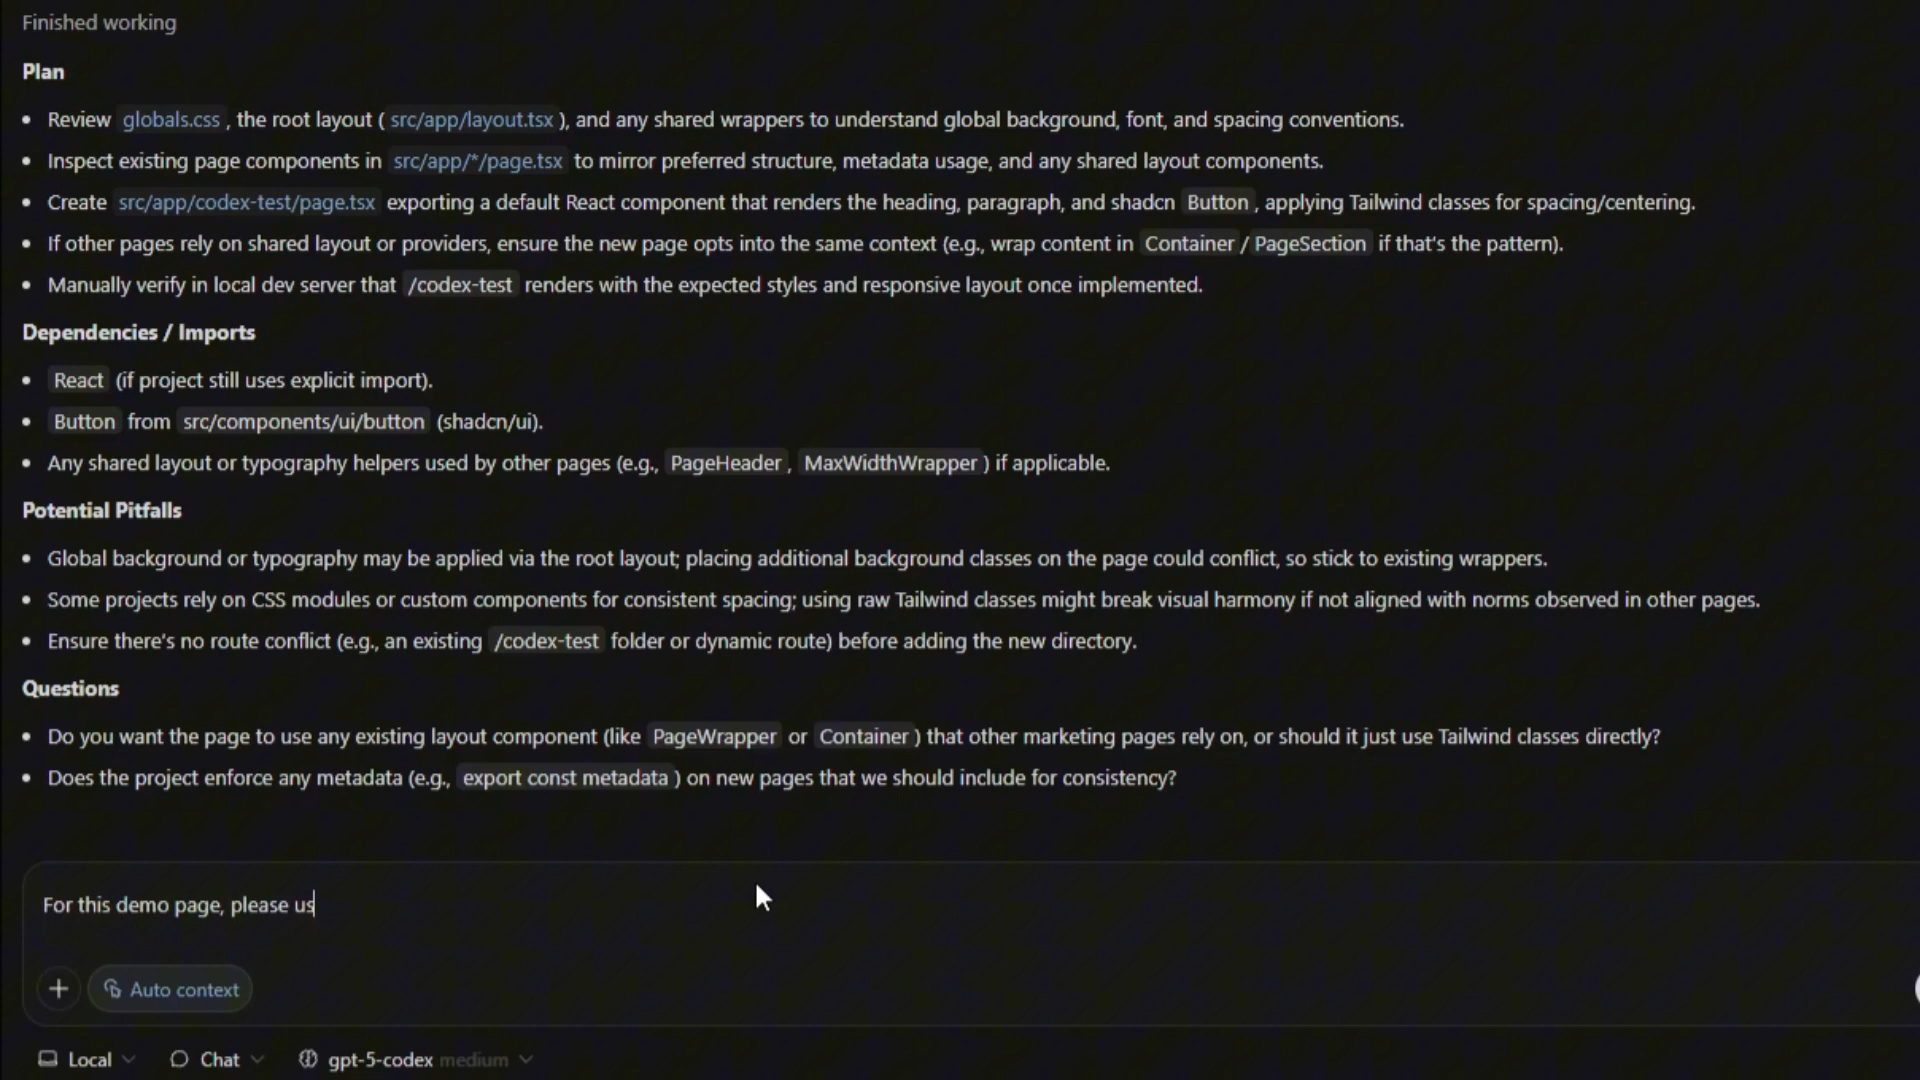 Finished working
Plan
• Review globals.css, the root layout (src/app/layout.tsx), and any shared wrappers to understand global background, font, and spacing conventions.
• Inspect existing page components in src/app/*/page.tsx to mirror preferred structure, metadata usage, and any shared layout components.
• Create src/app/codex-test/page.tsx exporting a default React component that renders the heading, paragraph, and shadcn Button, applying Tailwind classes for spacing/centering.
• If other pages rely on shared layout or providers, ensure the new page opts into the same context (e.g., wrap content in Container/PageSection if that's the pattern).
• Manually verify in local dev server that /codex-test renders with the expected styles and responsive layout once implemented.
Dependencies / Imports
• React (if project still uses explicit import).
• Button from src/components/ui/button (shadcn/ui).
• Any shared layout or typography helpers used by other pages (e.g., PageHeader, MaxWidthWrapper) if applicable.
Potential Pitfalls
• Global background or typography may be applied via the root layout; placing additional background classes on the page could conflict, so stick to existing wrappers.
• Some projects rely on CSS modules or custom components for consistent spacing; using raw Tailwind classes might break visual harmony if not aligned with norms observed in other pages.
• Ensure there's no route conflict (e.g., an existing /codex-test folder or dynamic route) before adding the new directory.
Questions
• Do you want the page to use any existing layout component (like PageWrapper or Container) that other marketing pages rely on, or should it just use Tailwind classes directly?
• Does the project enforce any metadata (e.g., export const metadata) on new pages that we should include for consistency?
For this demo page, please us
Auto context
Local Chat gpt-5-codex medium